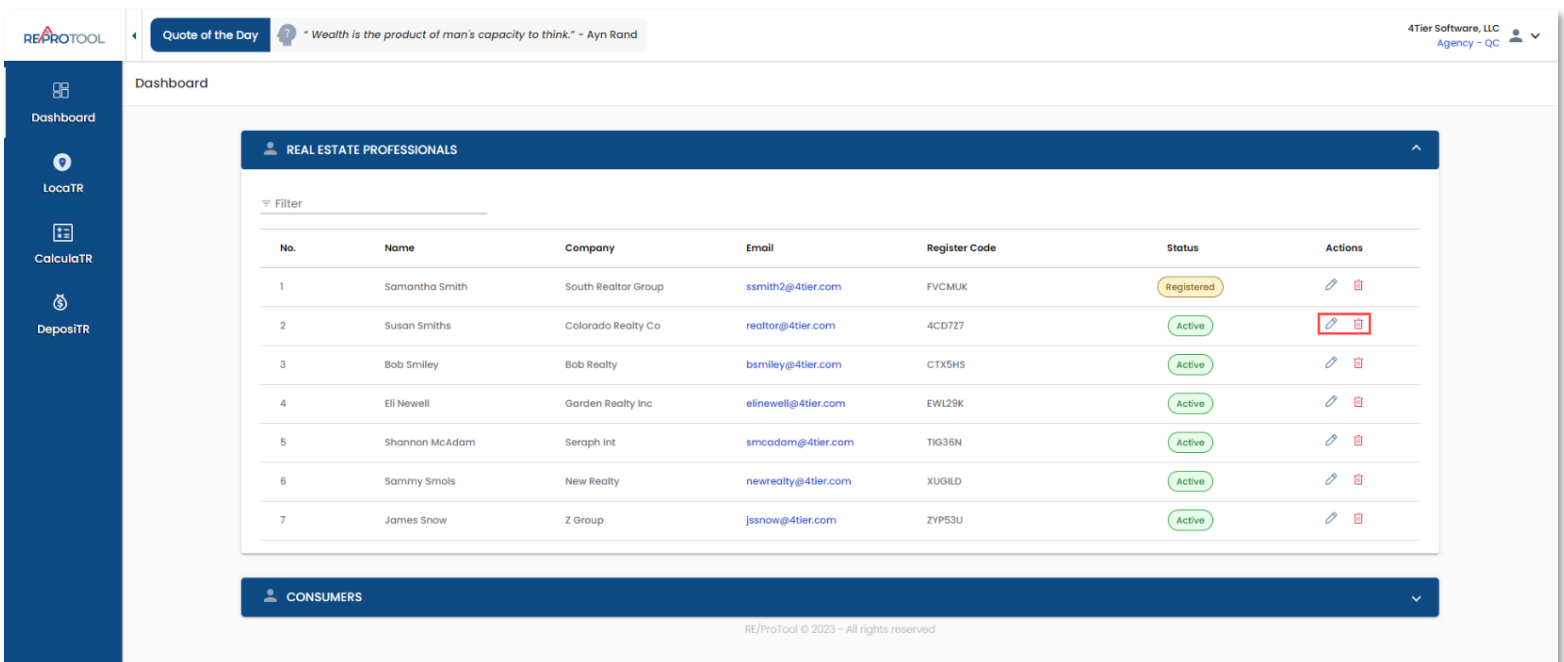 RE/PROTOOL
Quote of the Day
“ Wealth is the product of man's capacity to think.” - Ayn Rand
4Tier Software, LLC
Agency - QC
Dashboard
Dashboard
LocaTR
CalculaTR
DeposiTR
REAL ESTATE PROFESSIONALS
Filter
No. Name Company Email Register Code Status Actions
1 Samantha Smith South Realtor Group ssmith2@4tier.com FVCMUK Registered
2 Susan Smiths Colorado Realty Co realtor@4tier.com 4CD7Z7 Active
3 Bob Smiley Bob Realty bsmiley@4tier.com CTX5HS Active
4 Eli Newell Garden Realty Inc elinewell@4tier.com EWL29K Active
5 Shannon McAdam Seraph Int smcadam@4tier.com TIG36N Active
6 Sammy Smols New Realty newrealty@4tier.com XUGILD Active
7 James Snow Z Group jssnow@4tier.com ZYP53U Active
CONSUMERS
RE/ProTool © 2023 - All rights reserved